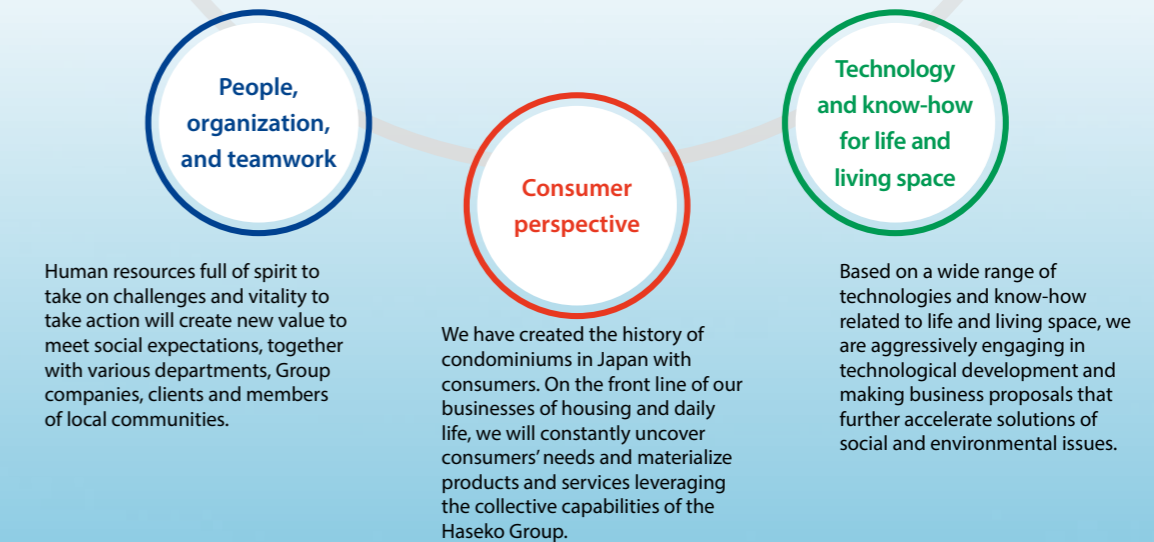 People,
organization,
and teamwork
Human resources full of spirit to
take on challenges and vitality to
take action will create new value to
meet social expectations, together
with various departments, Group
companies, clients and members
of local communities.
Consumer
perspective
We have created the history of
condominiums in Japan with
consumers. On the front line of our
businesses of housing and daily
life, we will constantly uncover
consumers’ needs and materialize
products and services leveraging
the collective capabilities of the
Haseko Group.
Technology
and know-how
for life and
living space
Based on a wide range of
technologies and know-how
related to life and living space, we
are aggressively engaging in
technological development and
making business proposals that
further accelerate solutions of
social and environmental issues.